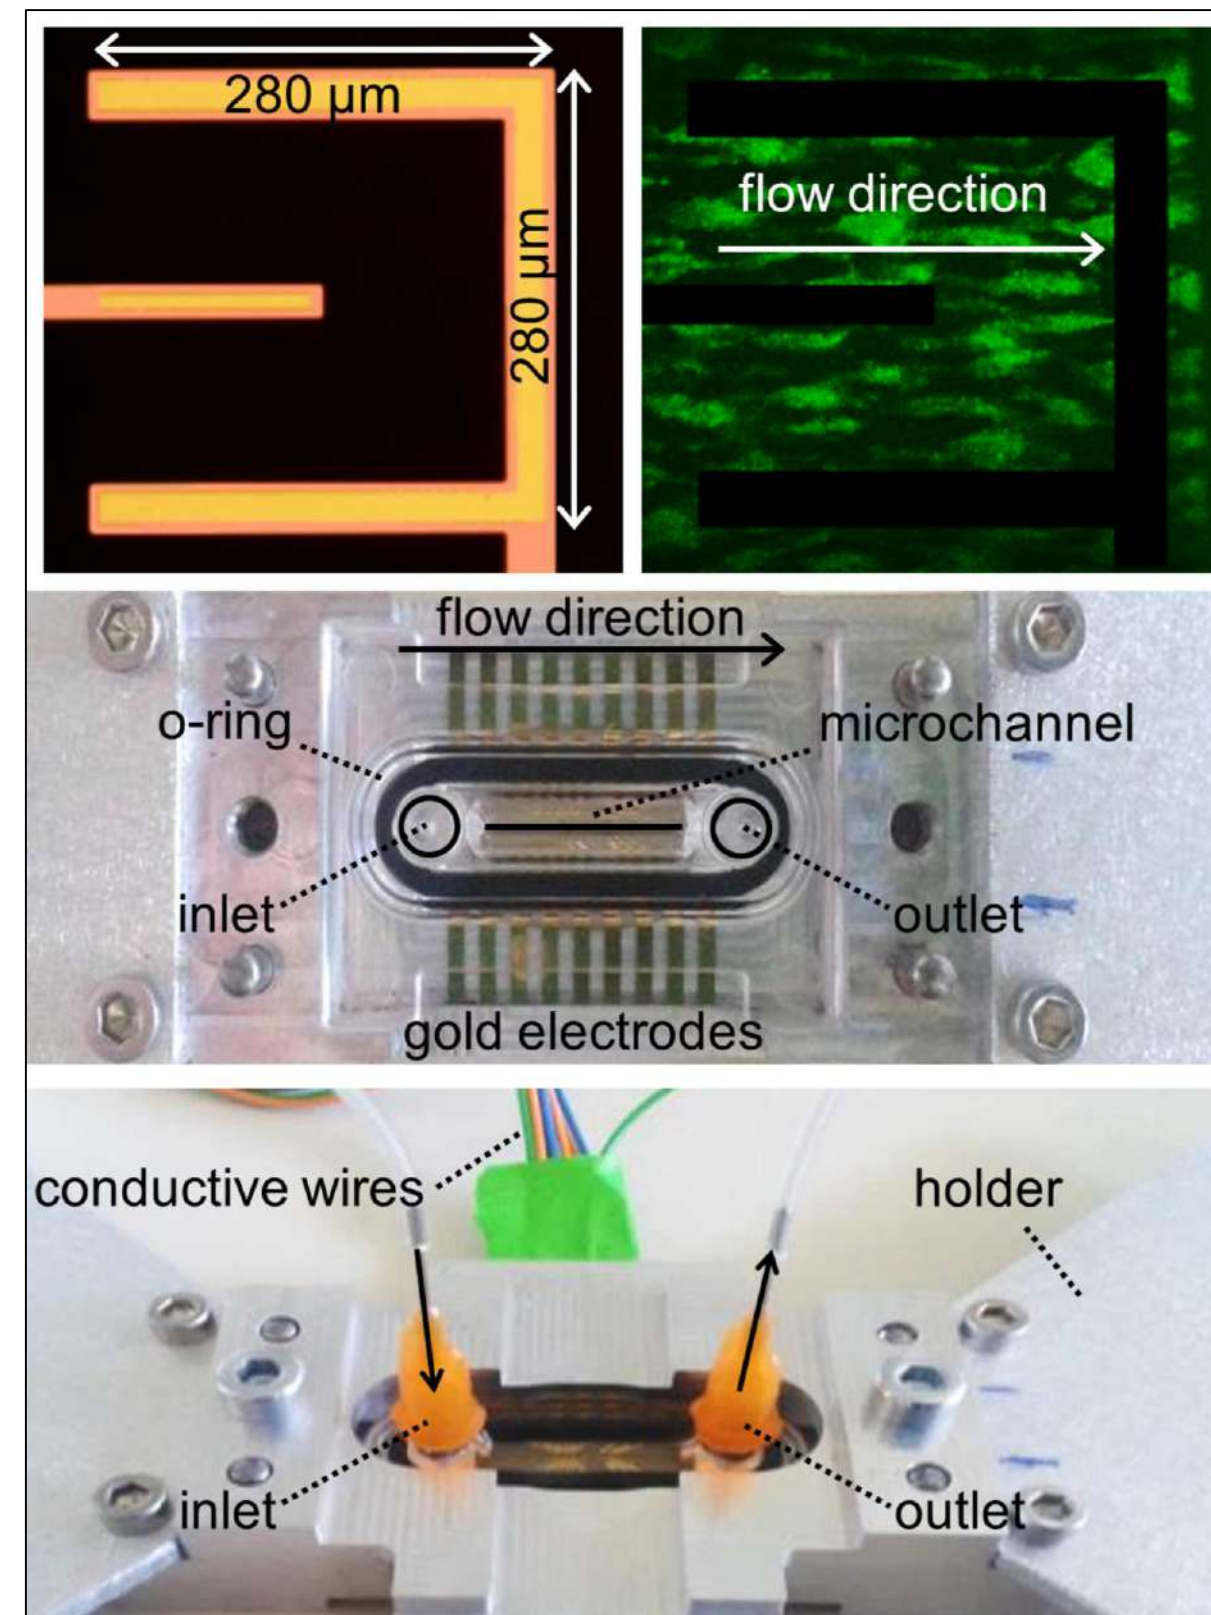 280 µm
280 µm
flow direction
flow direction
o-ring
microchannel
inlet
outlet
gold electrodes
conductive wires
holder
inlet
outlet